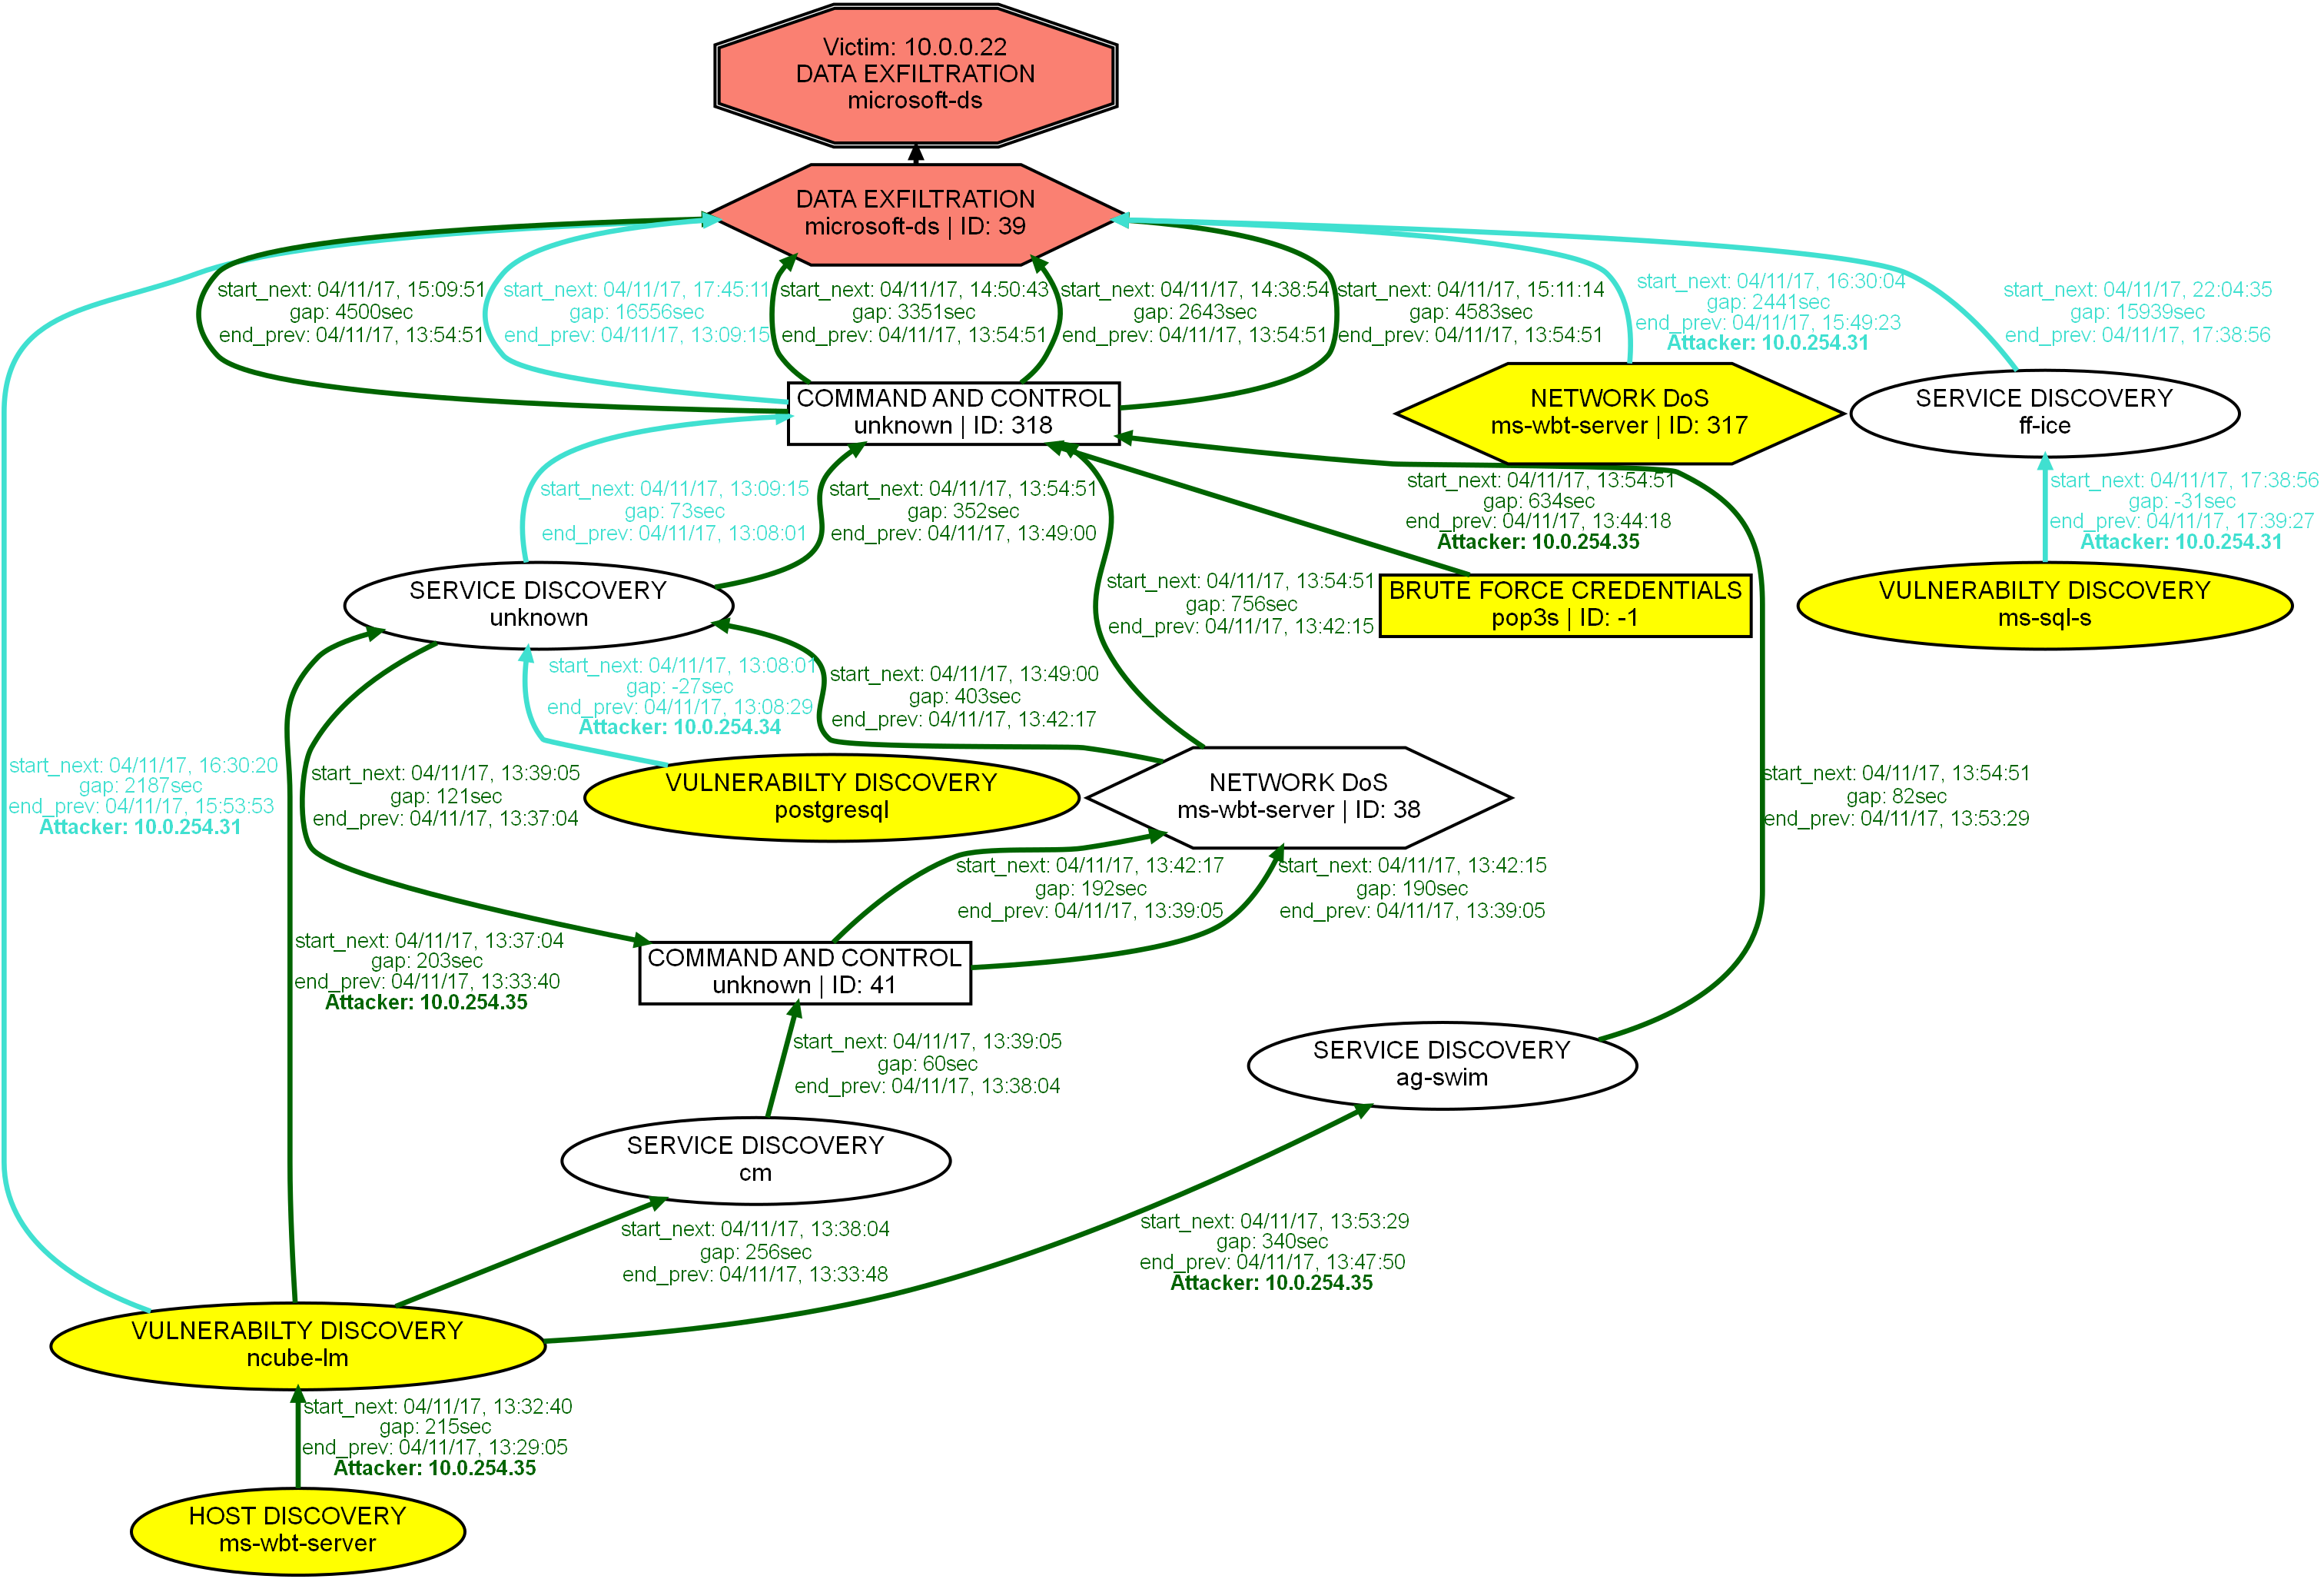 Victim: 10.0.0.22
DATA EXFILTRATION
microsoft-ds
DATA EXFILTRATION
microsoft-ds | ID: 39
start_next: 04/11/17, 15:09:51
gap: 4500sec
end_prev: 04/11/17, 13:54:51
start_next: 04/11/17, 17:45:11
gap: 16556sec
end_prev: 04/11/17, 13:09:15
start_next: 04/11/17, 14:50:43
gap: 3351sec
end_prev: 04/11/17, 13:54:51
start_next: 04/11/17, 14:38:54
gap: 2643sec
end_prev: 04/11/17, 13:54:51
start_next: 04/11/17, 15:11:14
gap: 4583sec
end_prev: 04/11/17, 13:54:51
start_next: 04/11/17, 16:30:04
gap: 2441sec
end_prev: 04/11/17, 15:49:23
Attacker: 10.0.254.31
start_next: 04/11/17, 22:04:35
gap: 15939sec
end_prev: 04/11/17, 17:38:56
COMMAND AND CONTROL
unknown | ID: 318
NETWORK DoS
ms-wbt-server | ID: 317
SERVICE DISCOVERY
ff-ice
start_next: 04/11/17, 13:09:15
gap: 73sec
end_prev: 04/11/17, 13:08:01
start_next: 04/11/17, 13:54:51
gap: 352sec
end_prev: 04/11/17, 13:49:00
start_next: 04/11/17, 13:54:51
gap: 634sec
end_prev: 04/11/17, 13:44:18
Attacker: 10.0.254.35
start_next: 04/11/17, 17:38:56
gap: -31sec
end_prev: 04/11/17, 17:39:27
Attacker: 10.0.254.31
SERVICE DISCOVERY
unknown
start_next: 04/11/17, 13:54:51
gap: 756sec
end_prev: 04/11/17, 13:42:15
BRUTE FORCE CREDENTIALS
pop3s | ID: -1
VULNERABILTY DISCOVERY
ms-sql-s
start_next: 04/11/17, 13:08:01
gap: -27sec
end_prev: 04/11/17, 13:08:29
Attacker: 10.0.254.34
start_next: 04/11/17, 13:49:00
gap: 403sec
end_prev: 04/11/17, 13:42:17
start_next: 04/11/17, 16:30:20
gap: 2187sec
end_prev: 04/11/17, 15:53:53
Attacker: 10.0.254.31
start_next: 04/11/17, 13:39:05
gap: 121sec
end_prev: 04/11/17, 13:37:04
VULNERABILTY DISCOVERY
postgresql
NETWORK DoS
ms-wbt-server | ID: 38
start_next: 04/11/17, 13:54:51
gap: 82sec
end_prev: 04/11/17, 13:53:29
start_next: 04/11/17, 13:42:17
gap: 192sec
end_prev: 04/11/17, 13:39:05
start_next: 04/11/17, 13:42:15
gap: 190sec
end_prev: 04/11/17, 13:39:05
start_next: 04/11/17, 13:37:04
gap: 203sec
end_prev: 04/11/17, 13:33:40
Attacker: 10.0.254.35
COMMAND AND CONTROL
unknown | ID: 41
start_next: 04/11/17, 13:39:05
gap: 60sec
end_prev: 04/11/17, 13:38:04
SERVICE DISCOVERY
ag-swim
SERVICE DISCOVERY
cm
start_next: 04/11/17, 13:38:04
gap: 256sec
end_prev: 04/11/17, 13:33:48
start_next: 04/11/17, 13:53:29
gap: 340sec
end_prev: 04/11/17, 13:47:50
Attacker: 10.0.254.35
VULNERABILTY DISCOVERY
ncube-lm
start_next: 04/11/17, 13:32:40
gap: 215sec
end_prev: 04/11/17, 13:29:05
Attacker: 10.0.254.35
HOST DISCOVERY
ms-wbt-server